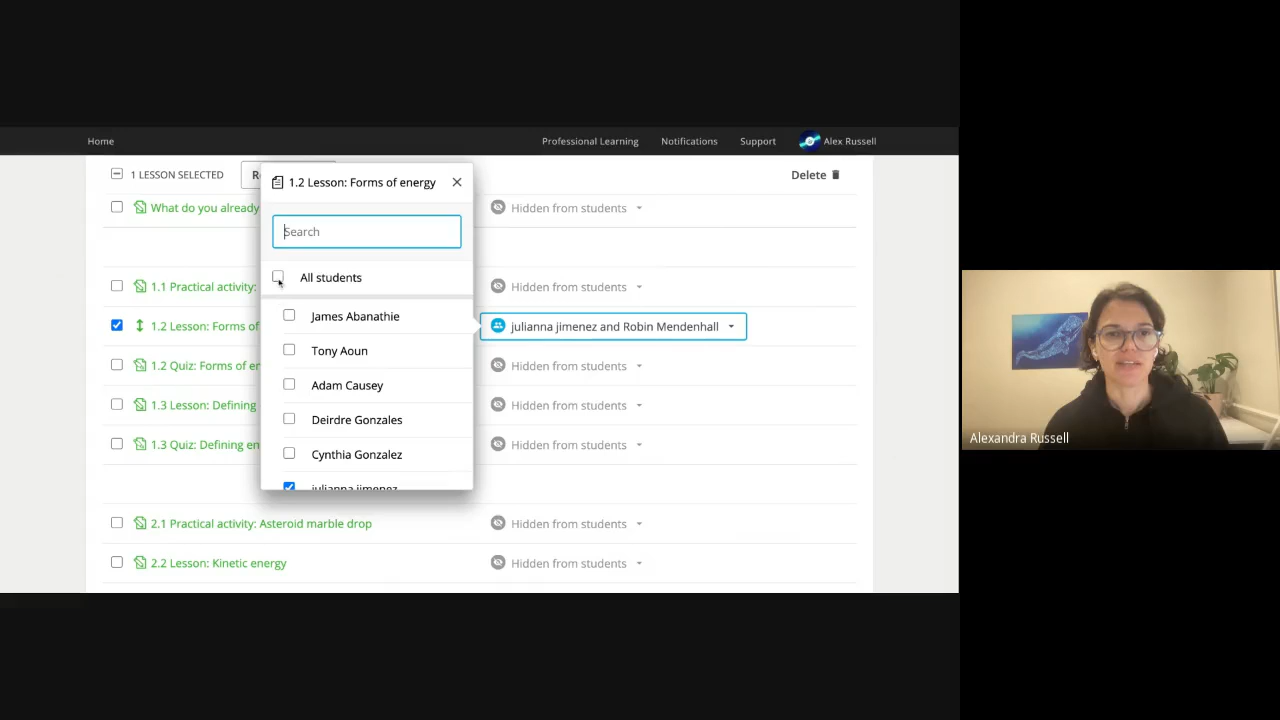 Home
Professional Learning
Notifications
Support
Alex Russell
1 LESSON SELECTED
Delete
What do you already
Hidden from students
1.1 Practical activity:
Hidden from students
1.2 Lesson: Forms of
julianna jimenez and Robin Mendenhall
1.2 Quiz: Forms of en
Hidden from students
1.3 Lesson: Defining
Hidden from students
1.3 Quiz: Defining en
Hidden from students
2.1 Practical activity: Asteroid marble drop
Hidden from students
2.2 Lesson: Kinetic energy
Hidden from students
1.2 Lesson: Forms of energy
Search
All students
James Abanathie
Tony Aoun
Adam Causey
Deirdre Gonzales
Cynthia Gonzalez
julianna jimenez
Alexandra Russell